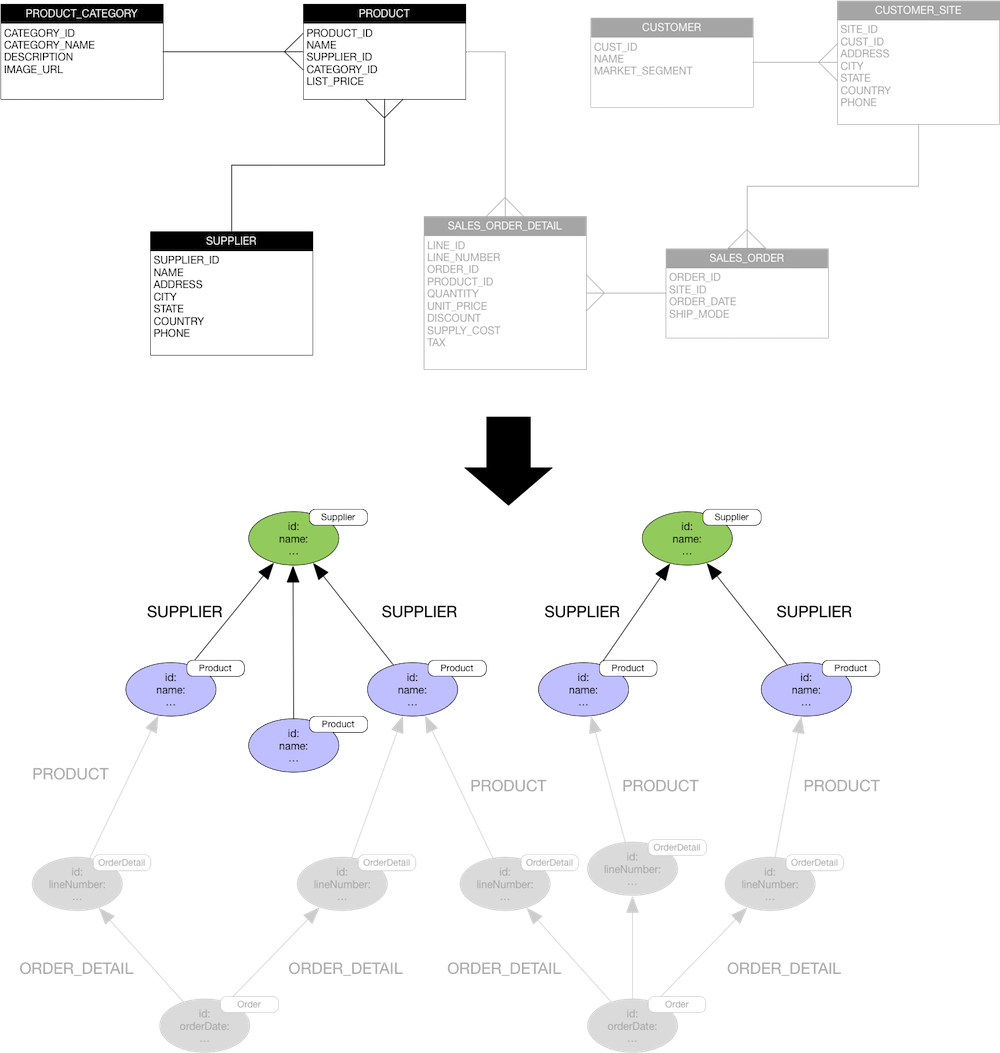 PRODUCT_CATEGORY
CATEGORY_ID
CATEGORY_NAME
DESCRIPTION
IMAGE_URL
PRODUCT
PRODUCT_ID
NAME
SUPPLIER_ID
CATEGORY_ID
LIST_PRICE
CUSTOMER
CUST_ID
NAME
MARKET_SEGMENT
CUSTOMER_SITE
SITE_ID
CUST_ID
ADDRESS
CITY
STATE
COUNTRY
PHONE
SUPPLIER
SUPPLIER_ID
NAME
ADDRESS
CITY
STATE
COUNTRY
PHONE
SALES_ORDER_DETAIL
LINE_ID
LINE_NUMBER
ORDER_ID
PRODUCT_ID
QUANTITY
UNIT_PRICE
DISCOUNT
SUPPLY_COST
TAX
SALES_ORDER
ORDER_ID
SITE_ID
ORDER_DATE
SHIP_MODE
Supplier
id:
name:
...
Supplier
id:
name:
...
SUPPLIER
SUPPLIER
SUPPLIER
SUPPLIER
Product
id:
name:
...
Product
id:
name:
...
Product
id:
name:
...
Product
id:
name:
...
Product
id:
name:
...
PRODUCT
PRODUCT
PRODUCT
PRODUCT
OrderDetail
id:
lineNumber:
...
OrderDetail
id:
lineNumber:
...
OrderDetail
id:
lineNumber:
...
OrderDetail
id:
lineNumber:
...
OrderDetail
id:
lineNumber:
...
ORDER_DETAIL
ORDER_DETAIL
ORDER_DETAIL
ORDER_DETAIL
Order
id:
orderDate:
...
Order
id:
orderDate:
...